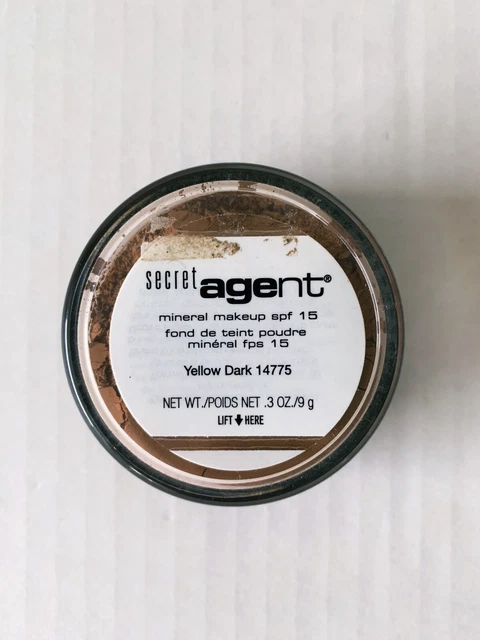 secret agent®
mineral makeup spf 15
fond de teint poudre
minéral fps 15
Yellow Dark 14775
NET WT./POIDS NET .3 OZ./9 g
LIFT HERE